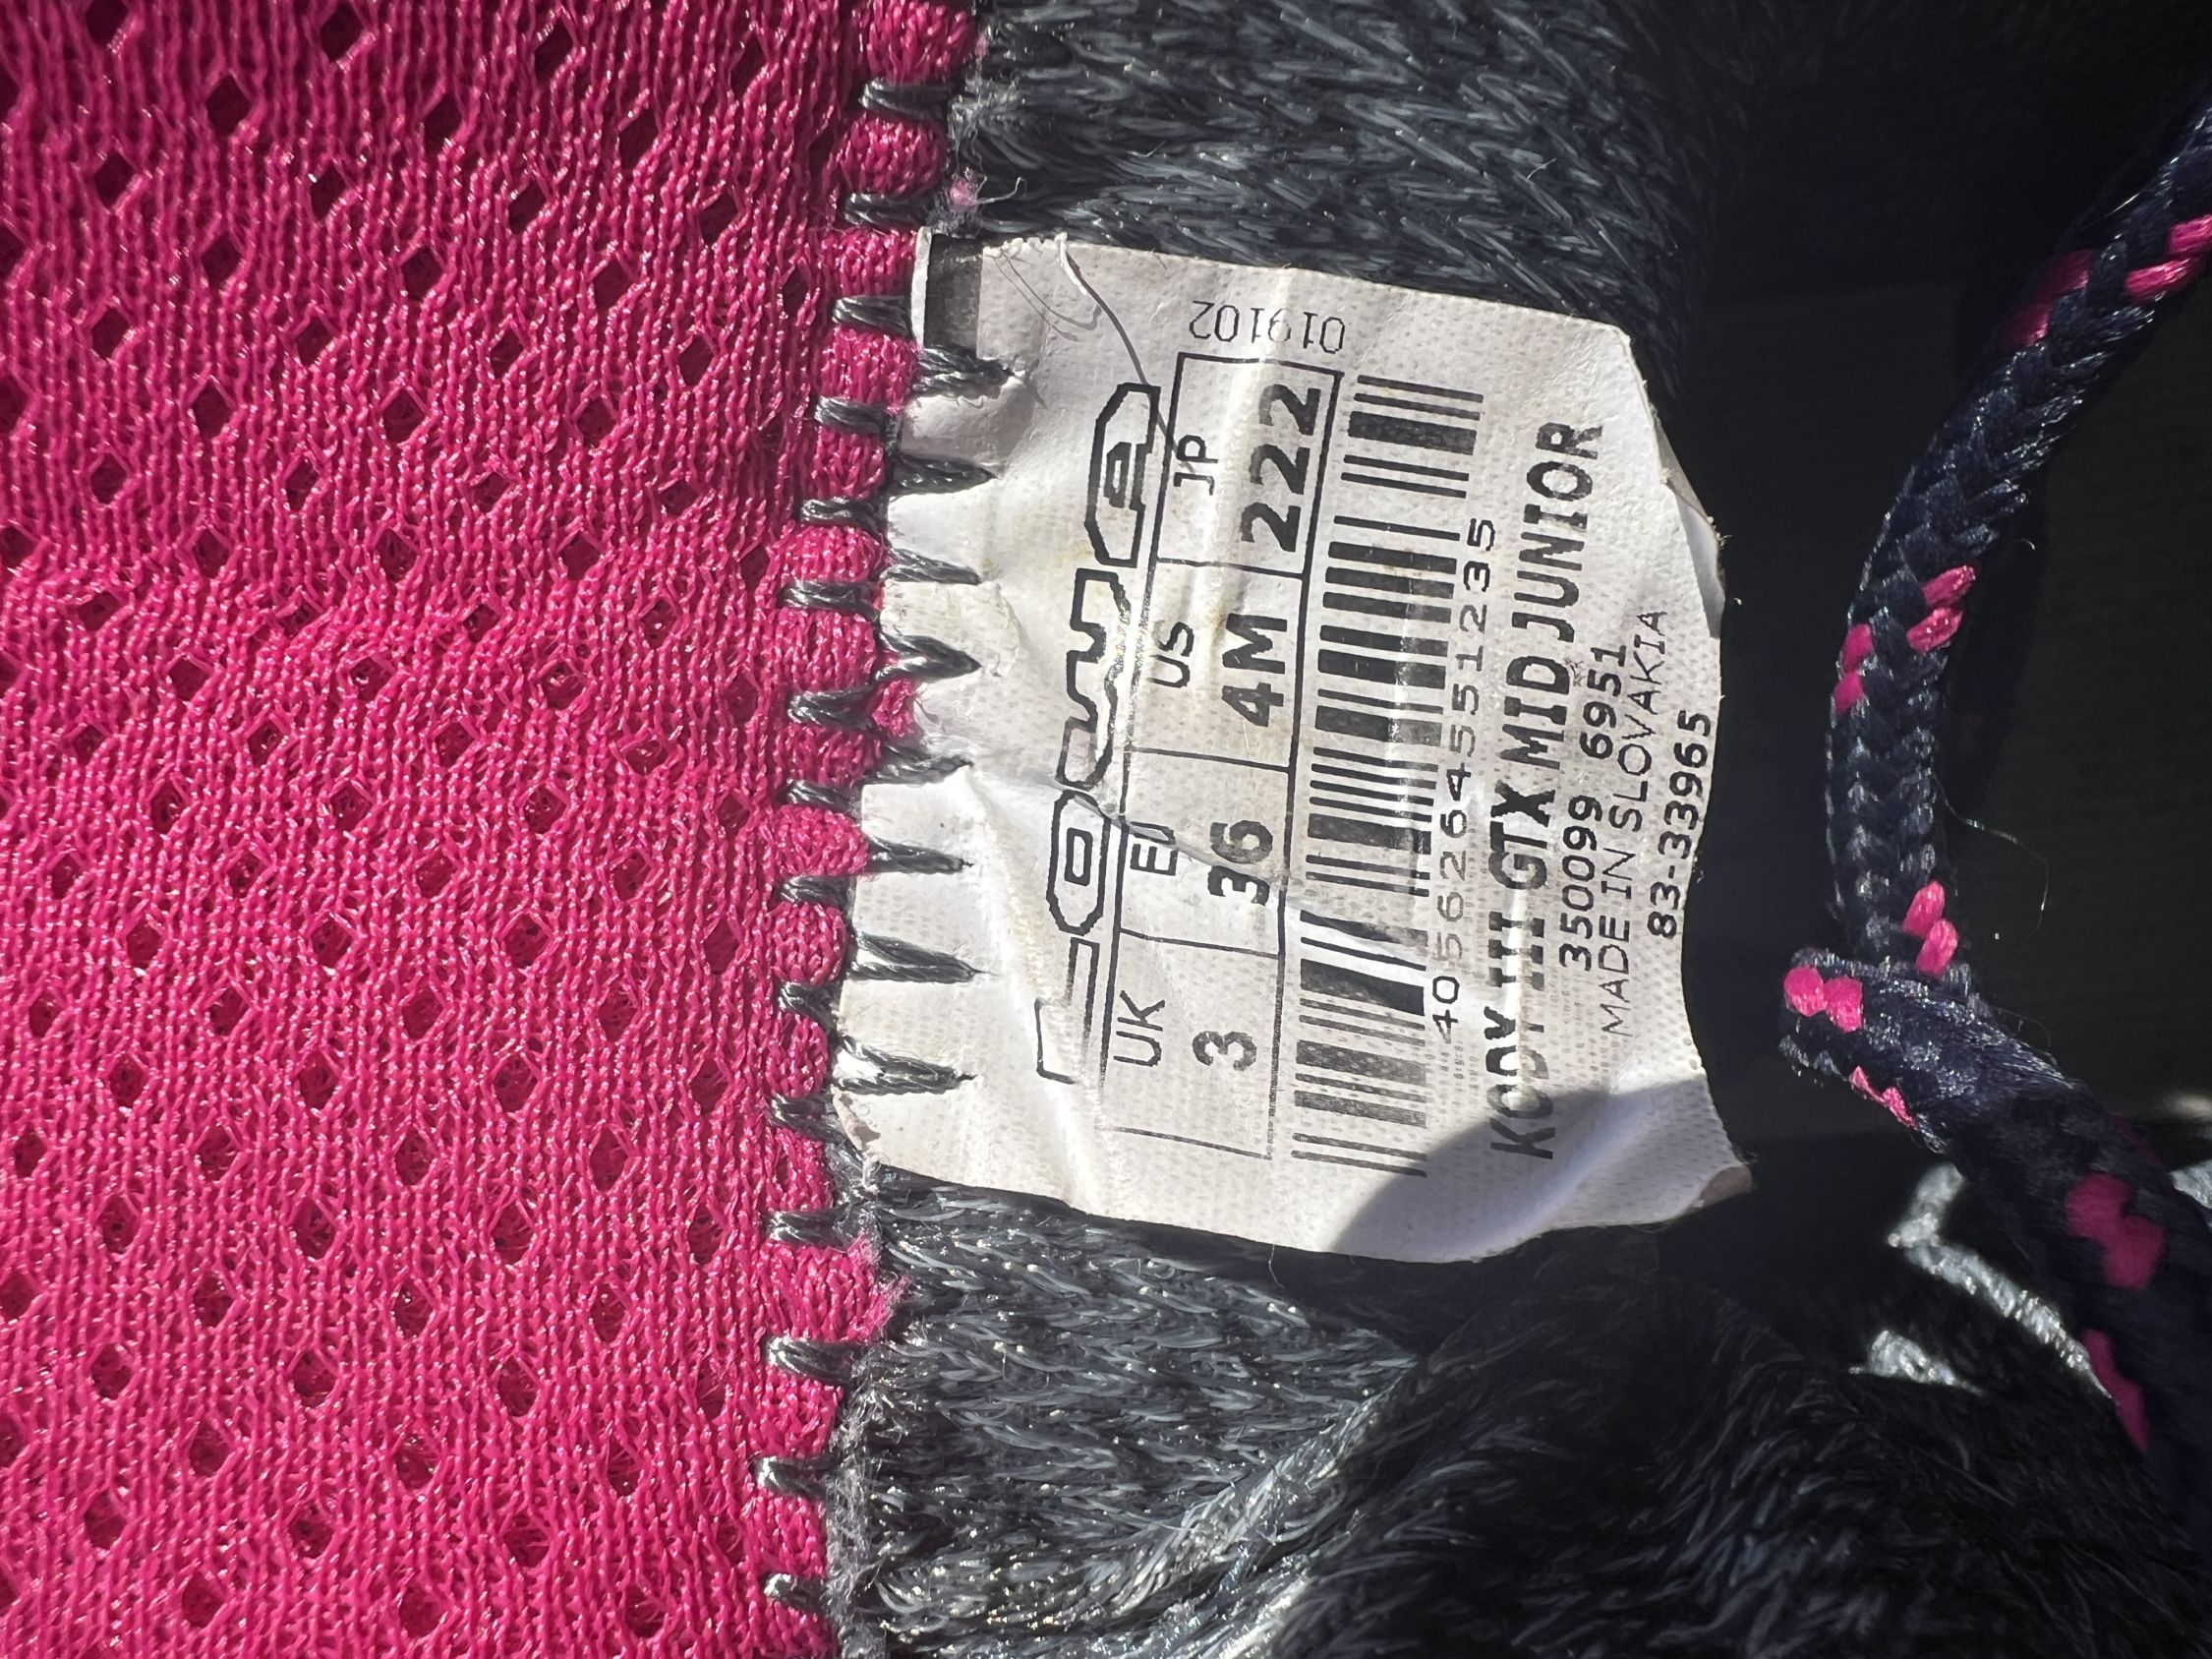 LOWA
UK EU US JP
3 36 4M 222
019102
4056264551235
KODY III GTX MID JUNIOR
350099 6951
MADE IN SLOVAKIA
83-33965